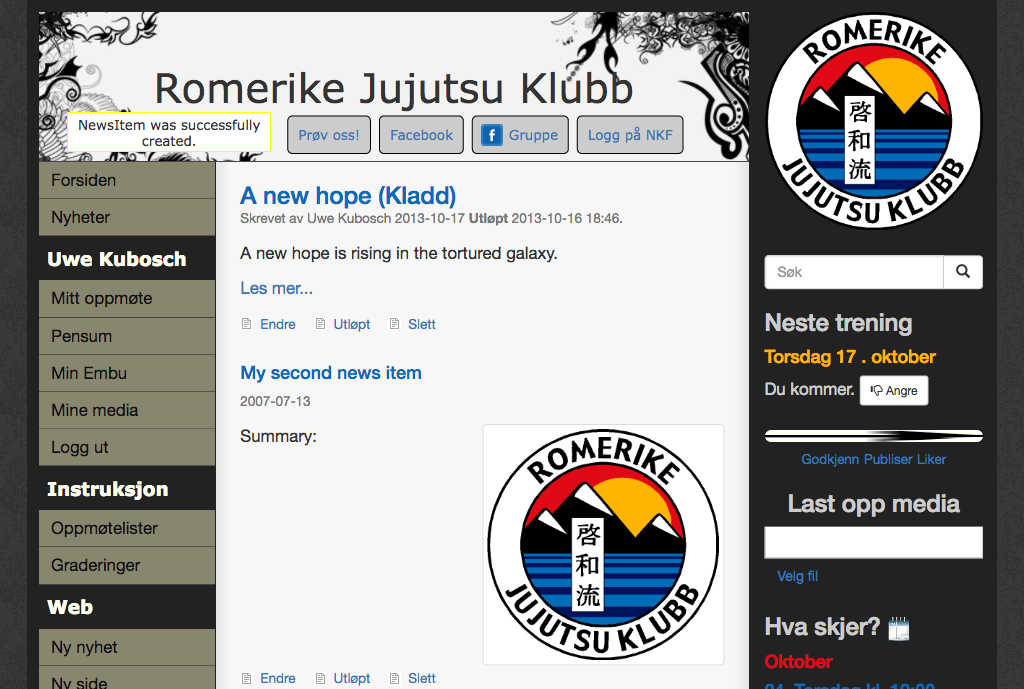 Romerike Jujutsu Klubb
NewsItem was successfully
created.
Prøv oss!
Facebook
f Gruppe
Logg på NKF
Forsiden
Nyheter
Uwe Kubosch
Mitt oppmøte
Pensum
Min Embu
Mine media
Logg ut
Instruksjon
Oppmøtelister
Graderinger
Web
Ny nyhet
Ny side
A new hope (Kladd)
Skrevet av Uwe Kubosch 2013-10-17 Utløpt 2013-10-16 18:46.
A new hope is rising in the tortured galaxy.
Les mer...
Endre Utløpt Slett
My second news item
2007-07-13
Summary:
ROMERIKE
啓和流
JUJUTSU KLUBB
Endre Utløpt Slett
ROMERIKE
啓和流
JUJUTSU KLUBB
Søk
Neste trening
Torsdag 17 . oktober
Du kommer. Angre
Godkjenn Publiser Liker
Last opp media
Velg fil
Hva skjer?
Oktober